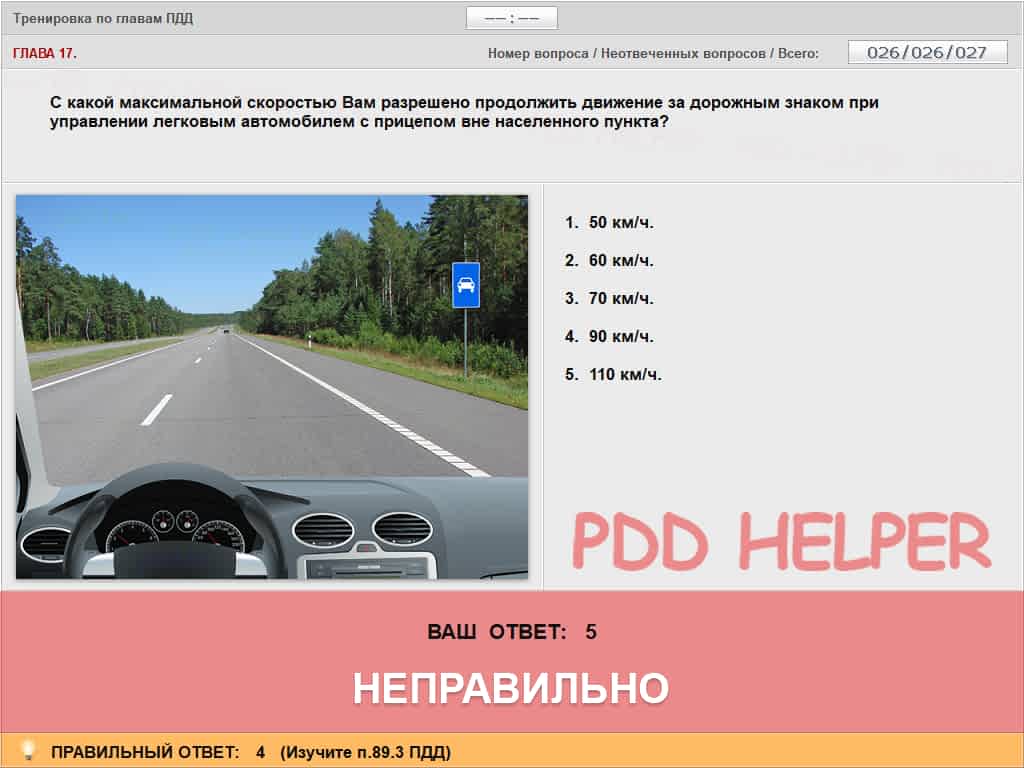 Тренировка по главам ПДД
–– : ––
ГЛАВА 17.
Номер вопроса / Неотвеченных вопросов / Всего:
026/026/027
С какой максимальной скоростью Вам разрешено продолжить движение за дорожным знаком при
управлении легковым автомобилем с прицепом вне населенного пункта?
1. 50 км/ч.
2. 60 км/ч.
3. 70 км/ч.
4. 90 км/ч.
5. 110 км/ч.
PDD HELPER
ВАШ ОТВЕТ: 5
НЕПРАВИЛЬНО
ПРАВИЛЬНЫЙ ОТВЕТ: 4 (Изучите п.89.3 ПДД)